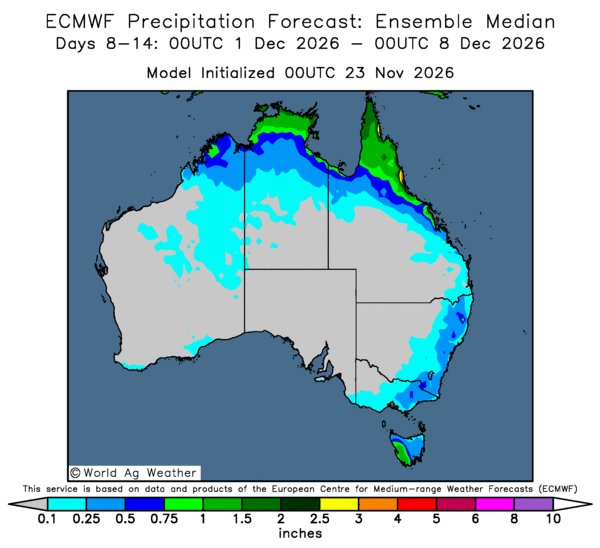 ECMWF Precipitation Forecast: Ensemble Median
Days 8–14: 00UTC 1 Dec 2026 – 00UTC 8 Dec 2026
Model Initialized 00UTC 23 Nov 2026
© World Ag Weather
This service is based on data and products of the European Centre for Medium-range Weather Forecasts (ECMWF)
0.1 0.25 0.5 0.75 1 1.5 2 2.5 3 4 5 6 8 10
inches